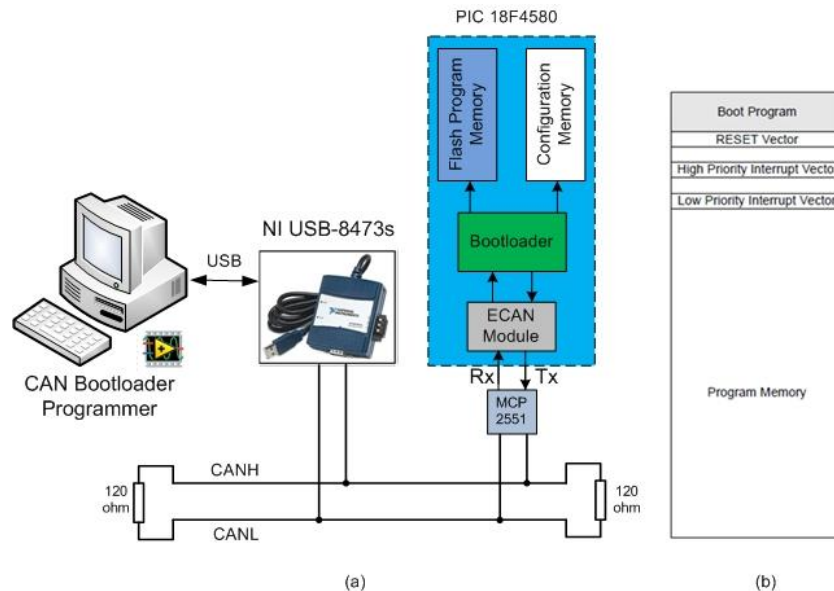 PIC 18F4580
Flash Program
Memory
Configuration
Memory
Boot Program
RESET Vector
High Priority Interrupt Vector
Low Priority Interrupt Vector
NI USB-8473s
USB
Bootloader
ECAN
Module
Rx
Tx
CAN Bootloader
Programmer
MCP
2551
Program Memory
CANH
120
ohm
120
ohm
CANL
(a)
(b)